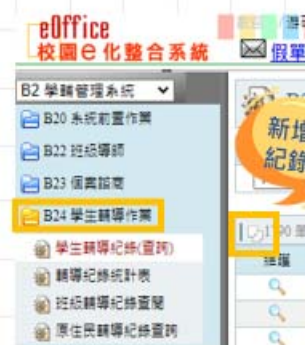 eOffice
校園e化整合系統
假單
B2 學輔管理系統
B20 系統前置作業
B22 班級導師
B23 個案諮商
B24 學生輔導作業
學生輔導紀錄(查詢)
輔導紀錄統計表
班級輔導紀錄查閱
原住民輔導紀錄查詢
新增
紀錄
維護